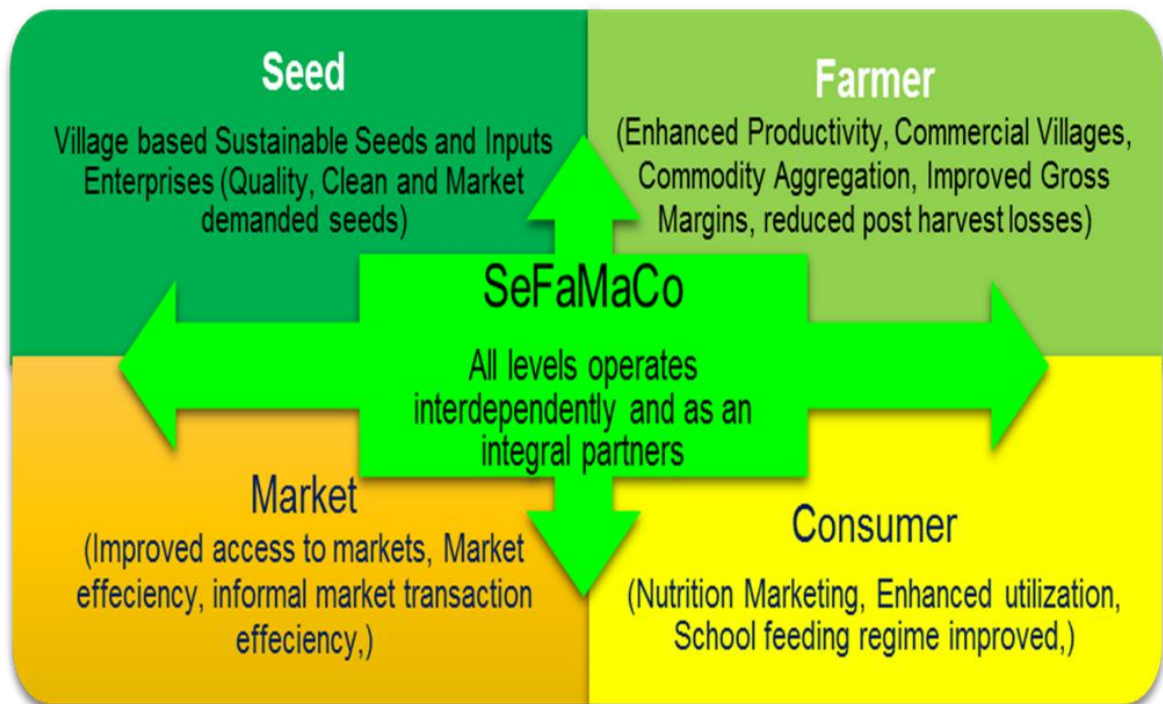 Seed
Village based Sustainable Seeds and Inputs
Enterprises (Quality, Clean and Market
demanded seeds)
Farmer
(Enhanced Productivity, Commercial Villages,
Commodity Aggregation, Improved Gross
Margins, reduced post harvest losses)
SeFaMaCo
All levels operates
interdependently and as an
integral partners
Market
(Improved access to markets, Market
effeciency, informal market transaction
effeciency,)
Consumer
(Nutrition Marketing, Enhanced utilization,
School feeding regime improved,)